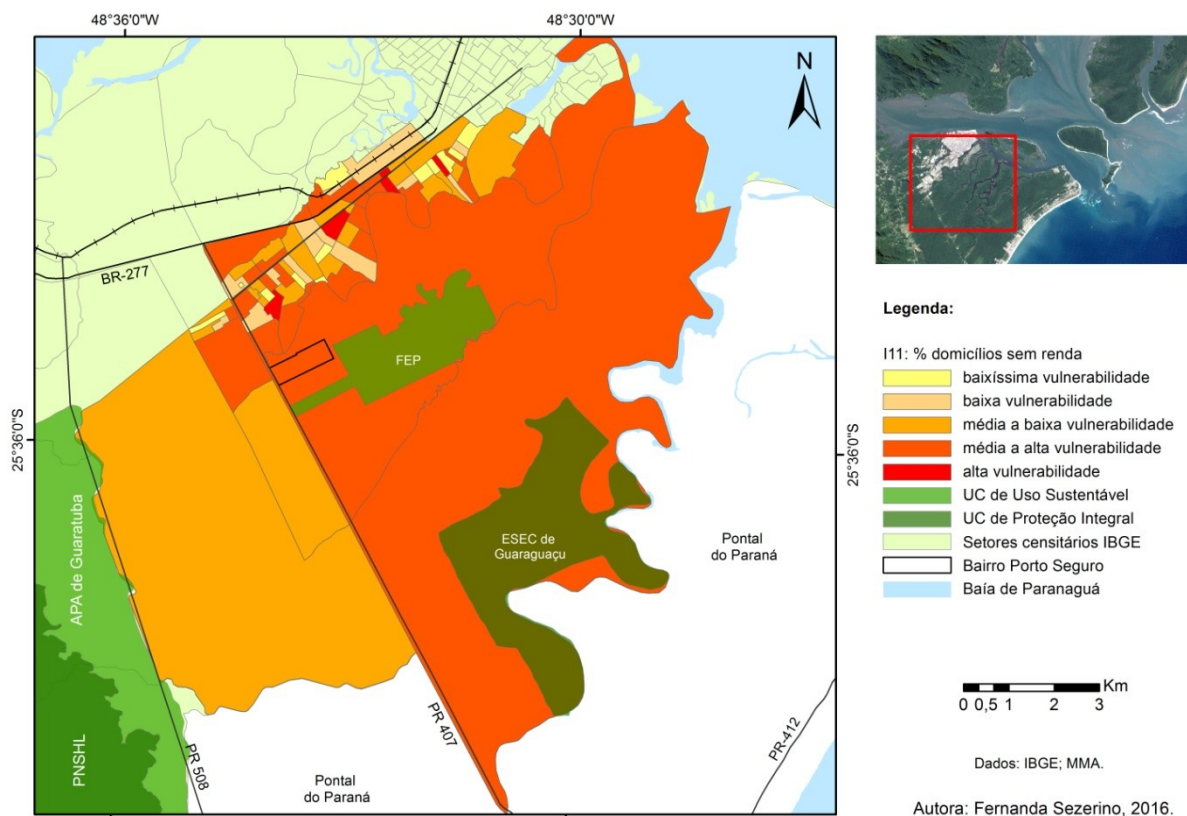 48°36'0"W
48°30'0"W
N
BR-277
FEP
25°36'0"S
25°36'0"S
APA de Guaratuba
ESEC de
Guaraguaçu
Pontal
do Paraná
PNSHL
PR 508
PR 407
PR-412
Pontal
do Paraná
Legenda:
I11: % domicílios sem renda
baixíssima vulnerabilidade
baixa vulnerabilidade
média a baixa vulnerabilidade
média a alta vulnerabilidade
alta vulnerabilidade
UC de Uso Sustentável
UC de Proteção Integral
Setores censitários IBGE
Bairro Porto Seguro
Baía de Paranaguá
Km
0 0,5 1 2 3
Dados: IBGE; MMA.
Autora: Fernanda Sezerino, 2016.